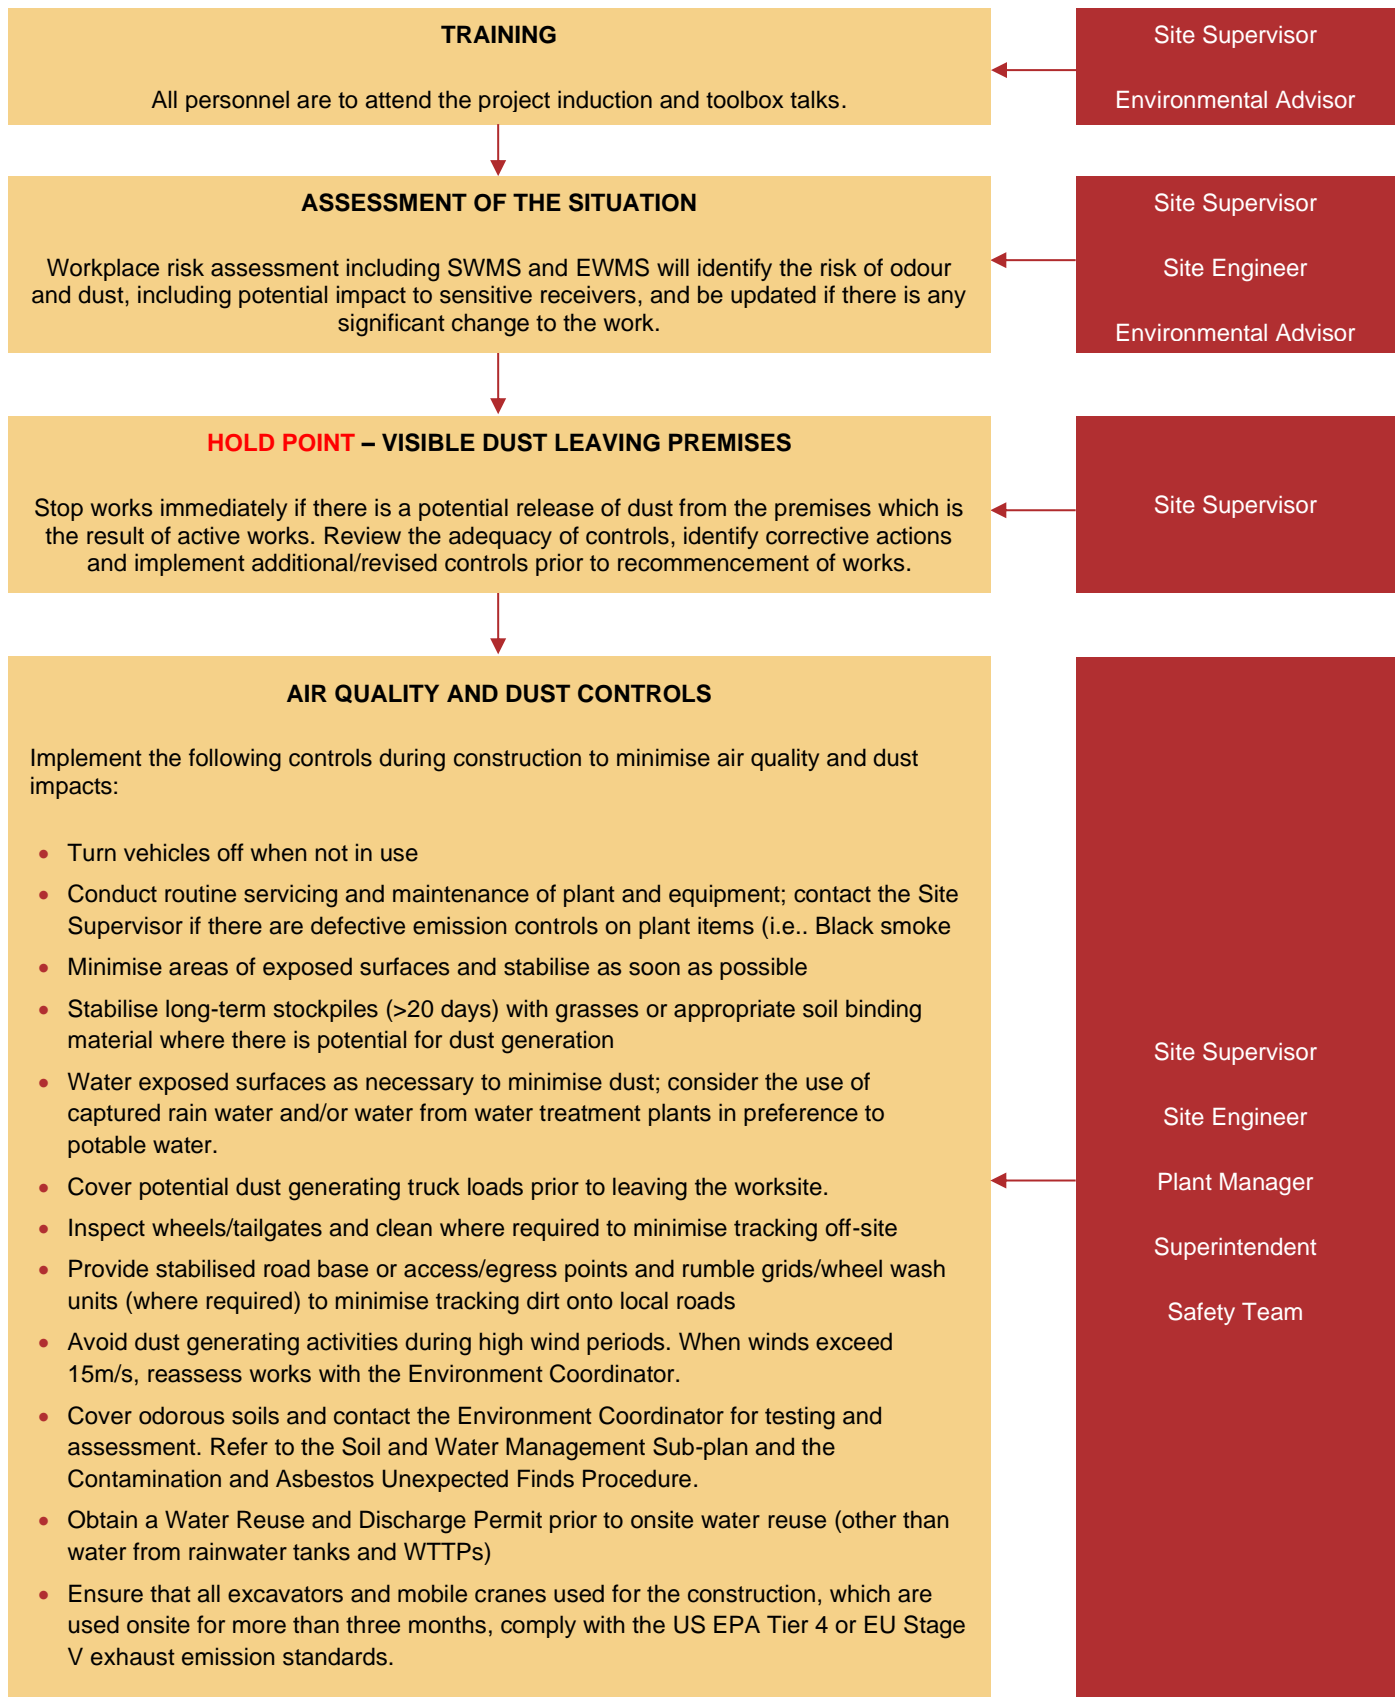 TRAINING
All personnel are to attend the project induction and toolbox talks.
Site Supervisor
Environmental Advisor
ASSESSMENT OF THE SITUATION
Workplace risk assessment including SWMS and EWMS will identify the risk of odour
and dust, including potential impact to sensitive receivers, and be updated if there is any
significant change to the work.
Site Supervisor
Site Engineer
Environmental Advisor
HOLD POINT – VISIBLE DUST LEAVING PREMISES
Stop works immediately if there is a potential release of dust from the premises which is
the result of active works. Review the adequacy of controls, identify corrective actions
and implement additional/revised controls prior to recommencement of works.
Site Supervisor
AIR QUALITY AND DUST CONTROLS
Implement the following controls during construction to minimise air quality and dust
impacts:
• Turn vehicles off when not in use
• Conduct routine servicing and maintenance of plant and equipment; contact the Site
Supervisor if there are defective emission controls on plant items (i.e.. Black smoke
• Minimise areas of exposed surfaces and stabilise as soon as possible
• Stabilise long-term stockpiles (>20 days) with grasses or appropriate soil binding
material where there is potential for dust generation
• Water exposed surfaces as necessary to minimise dust; consider the use of
captured rain water and/or water from water treatment plants in preference to
potable water.
• Cover potential dust generating truck loads prior to leaving the worksite.
• Inspect wheels/tailgates and clean where required to minimise tracking off-site
• Provide stabilised road base or access/egress points and rumble grids/wheel wash
units (where required) to minimise tracking dirt onto local roads
• Avoid dust generating activities during high wind periods. When winds exceed
15m/s, reassess works with the Environment Coordinator.
• Cover odorous soils and contact the Environment Coordinator for testing and
assessment. Refer to the Soil and Water Management Sub-plan and the
Contamination and Asbestos Unexpected Finds Procedure.
• Obtain a Water Reuse and Discharge Permit prior to onsite water reuse (other than
water from rainwater tanks and WTTPs)
• Ensure that all excavators and mobile cranes used for the construction, which are
used onsite for more than three months, comply with the US EPA Tier 4 or EU Stage
V exhaust emission standards.
Site Supervisor
Site Engineer
Plant Manager
Superintendent
Safety Team